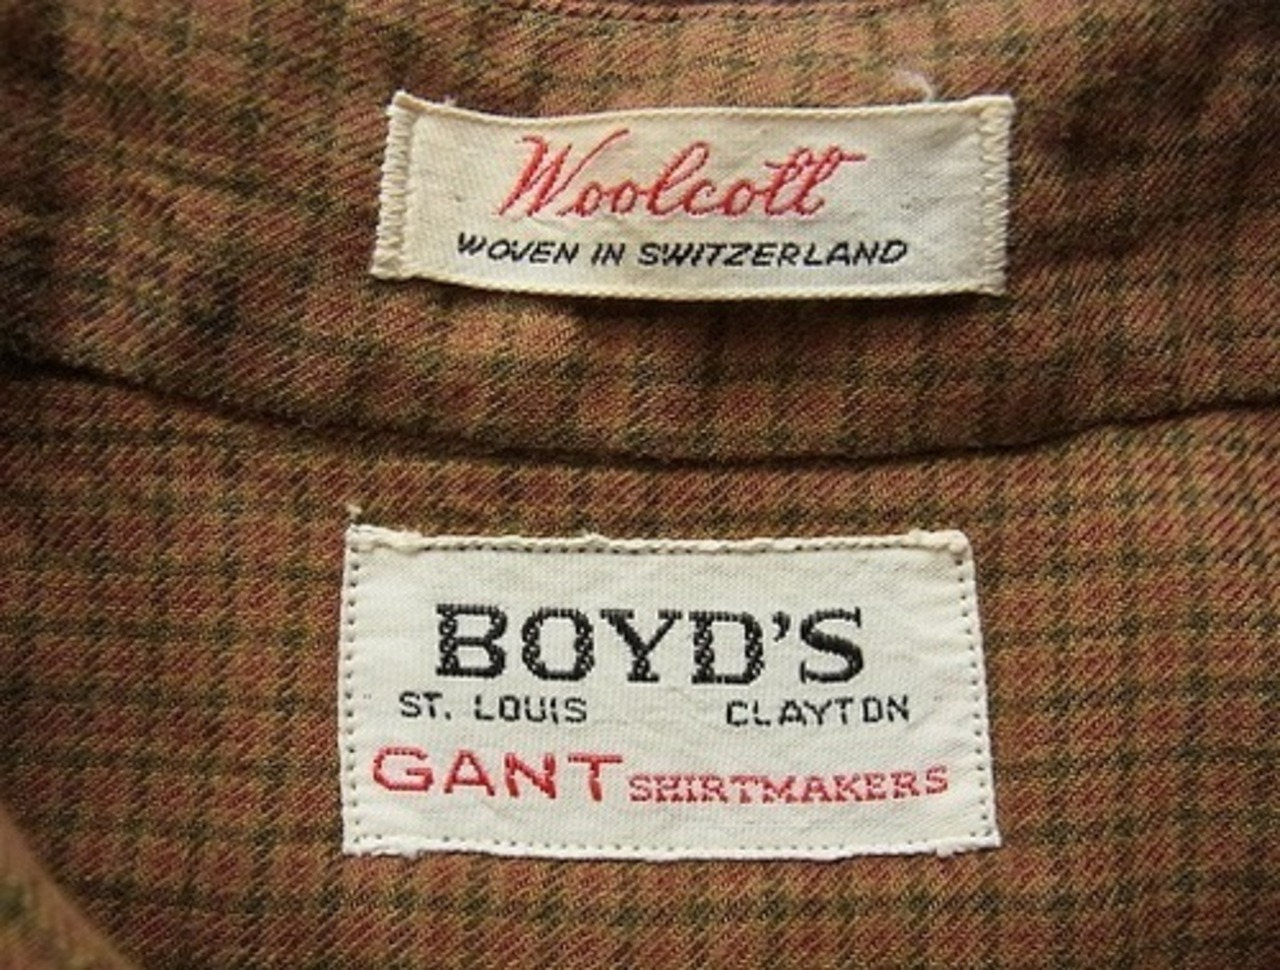 Woolcott
WOVEN IN SWITZERLAND
BOYD'S
ST. LOUIS CLAYTON
GANT SHIRTMAKERS